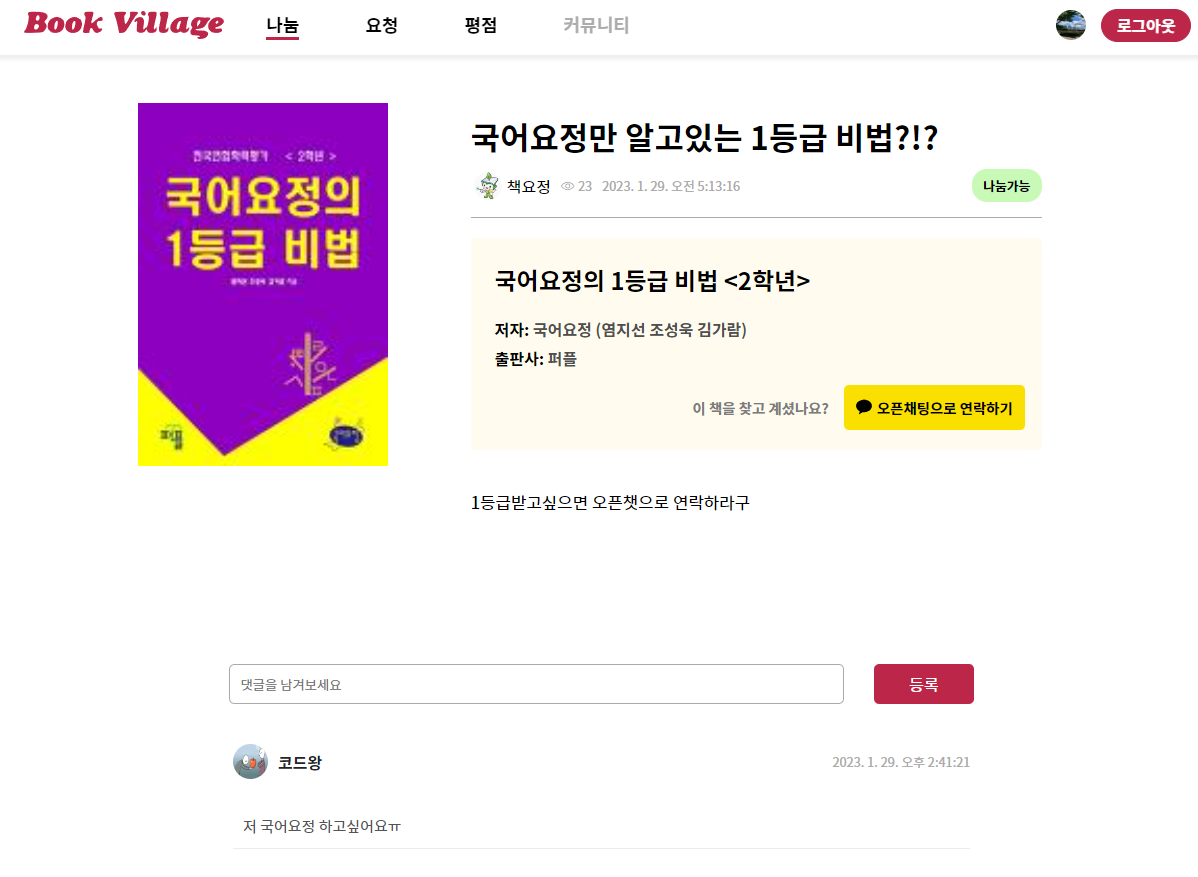 Book Village
나눔
요청
평점
커뮤니티
로그아웃
전국연합학력평가 < 2학년 >
국어요정의
1등급 비법
국어요정만 알고있는 1등급 비법?!?
책요정 23 2023. 1. 29. 오전 5:13:16
나눔가능
국어요정의 1등급 비법 <2학년>
저자: 국어요정 (염지선 조성욱 김가람)
출판사: 퍼플
이 책을 찾고 계셨나요?
오픈채팅으로 연락하기
1등급받고싶으면 오픈챗으로 연락하라구
댓글을 남겨보세요
등록
코드왕
2023. 1. 29. 오후 2:41:21
저 국어요정 하고싶어요ㅠ